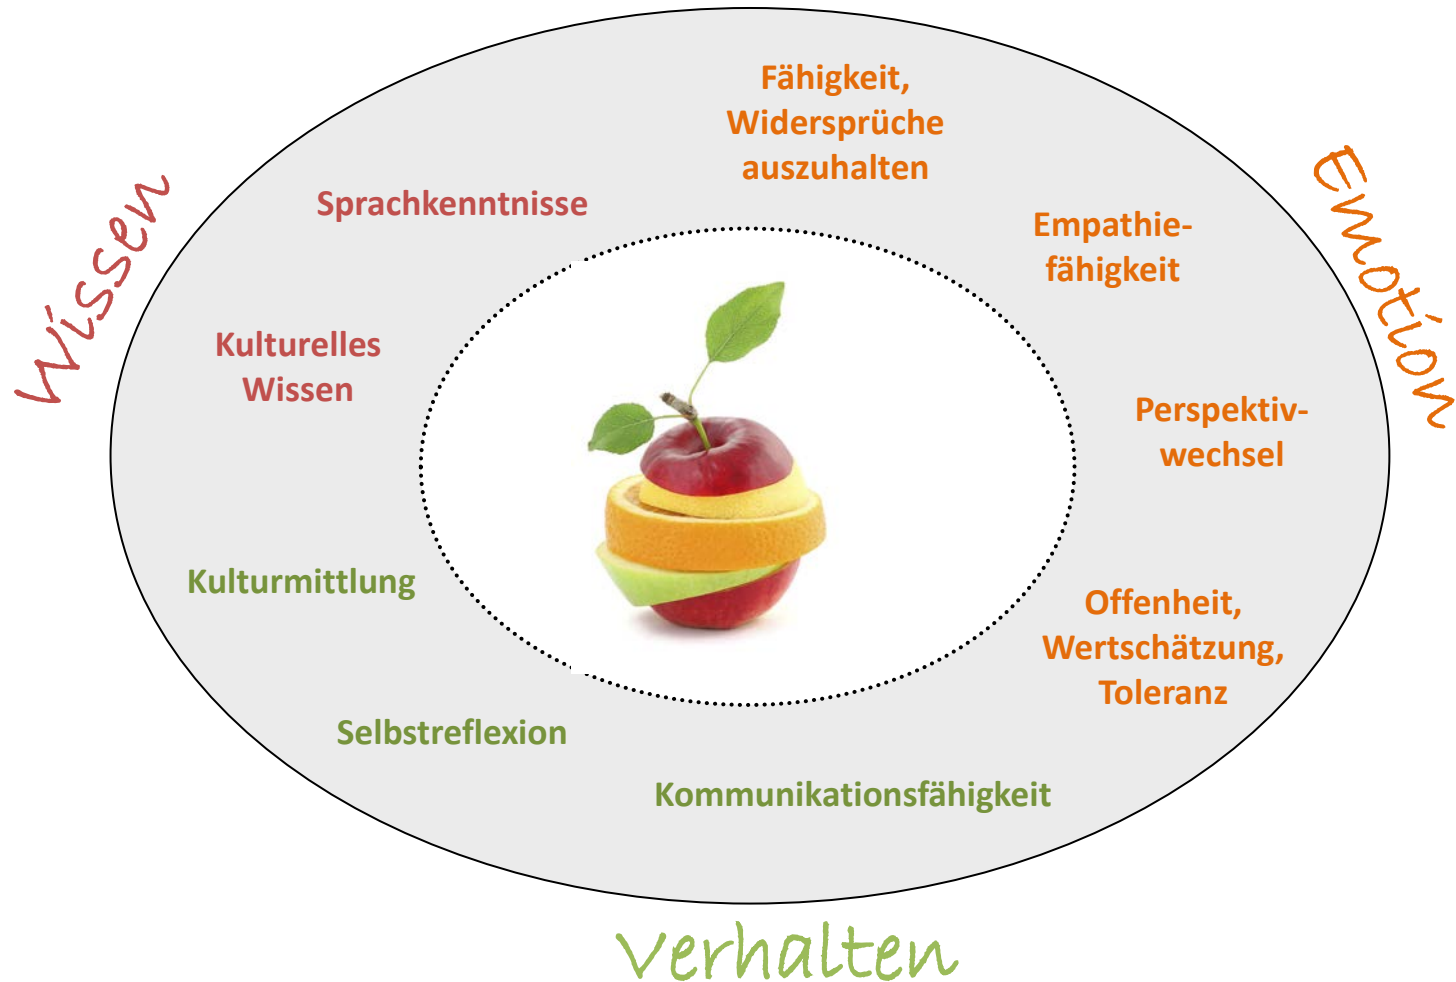 Fähigkeit,
Widersprüche
auszuhalten
Sprachkenntnisse
Empathie-
fähigkeit
Wissen
Emotion
Kulturelles
Wissen
Perspektiv-
wechsel
Kulturmittlung
Offenheit,
Wertschätzung,
Toleranz
Selbstreflexion
Kommunikationsfähigkeit
Verhalten